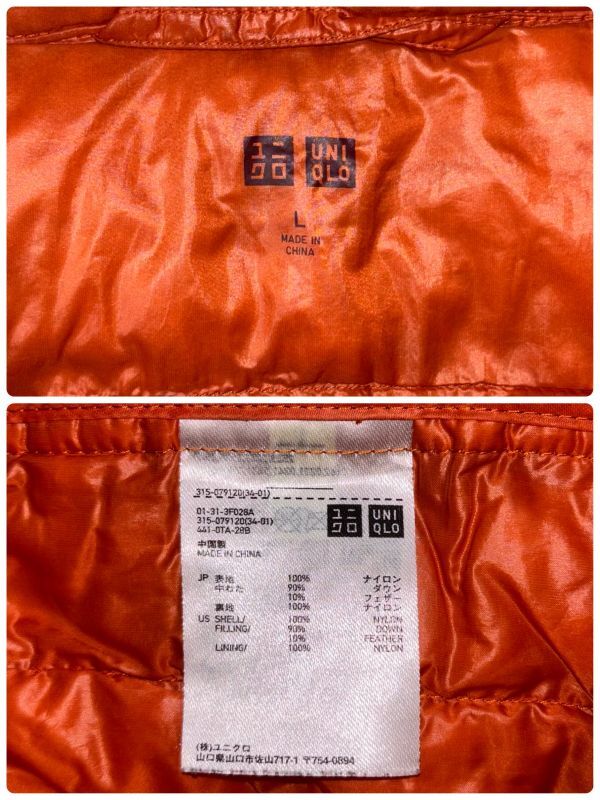 ユニ UNI
クロ QLO
L
MADE IN
CHINA
315-079120(34-01)
01-31-3F028A
315-079120(34-01)
441-0TA-28B
ユニ UNI
クロ QLO
中国製
MADE IN CHINA
JP 表地 100% ナイロン
中わた 90% ダウン
10% フェザー
裏地 100% ナイロン
US SHELL/ 100% NYLON
FILLING/ 90% DOWN
10% FEATHER
LINING/ 100% NYLON
(株)ユニクロ
山口県山口市佐山717-1 〒754-0894